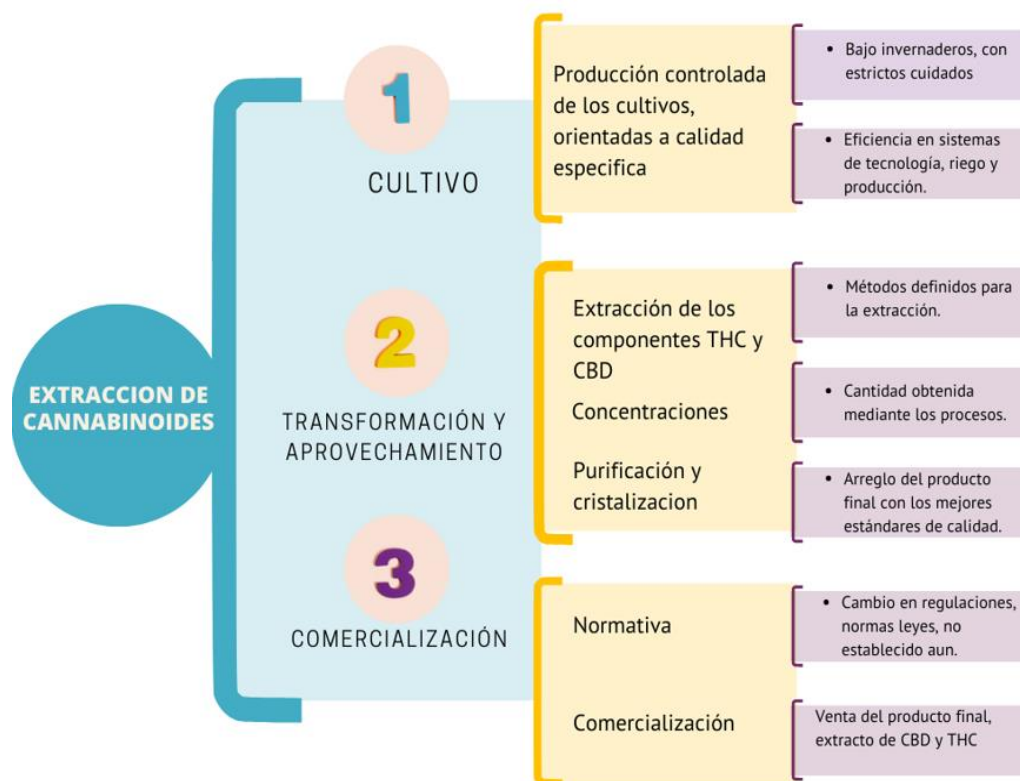 EXTRACCION DE
CANNABINOIDES
1
CULTIVO
Producción controlada
de los cultivos,
orientadas a calidad
especifica
• Bajo invernaderos, con
estrictos cuidados
• Eficiencia en sistemas
de tecnología, riego y
producción.
2
TRANSFORMACIÓN Y
APROVECHAMIENTO
Extracción de los
componentes THC y
CBD
• Métodos definidos para
la extracción.
Concentraciones
• Cantidad obtenida
mediante los procesos.
Purificación y
cristalizacion
• Arreglo del producto
final con los mejores
estándares de calidad.
3
COMERCIALIZACIÓN
Normativa
• Cambio en regulaciones,
normas leyes, no
establecido aun.
Comercialización
Venta del producto final,
extracto de CBD y THC